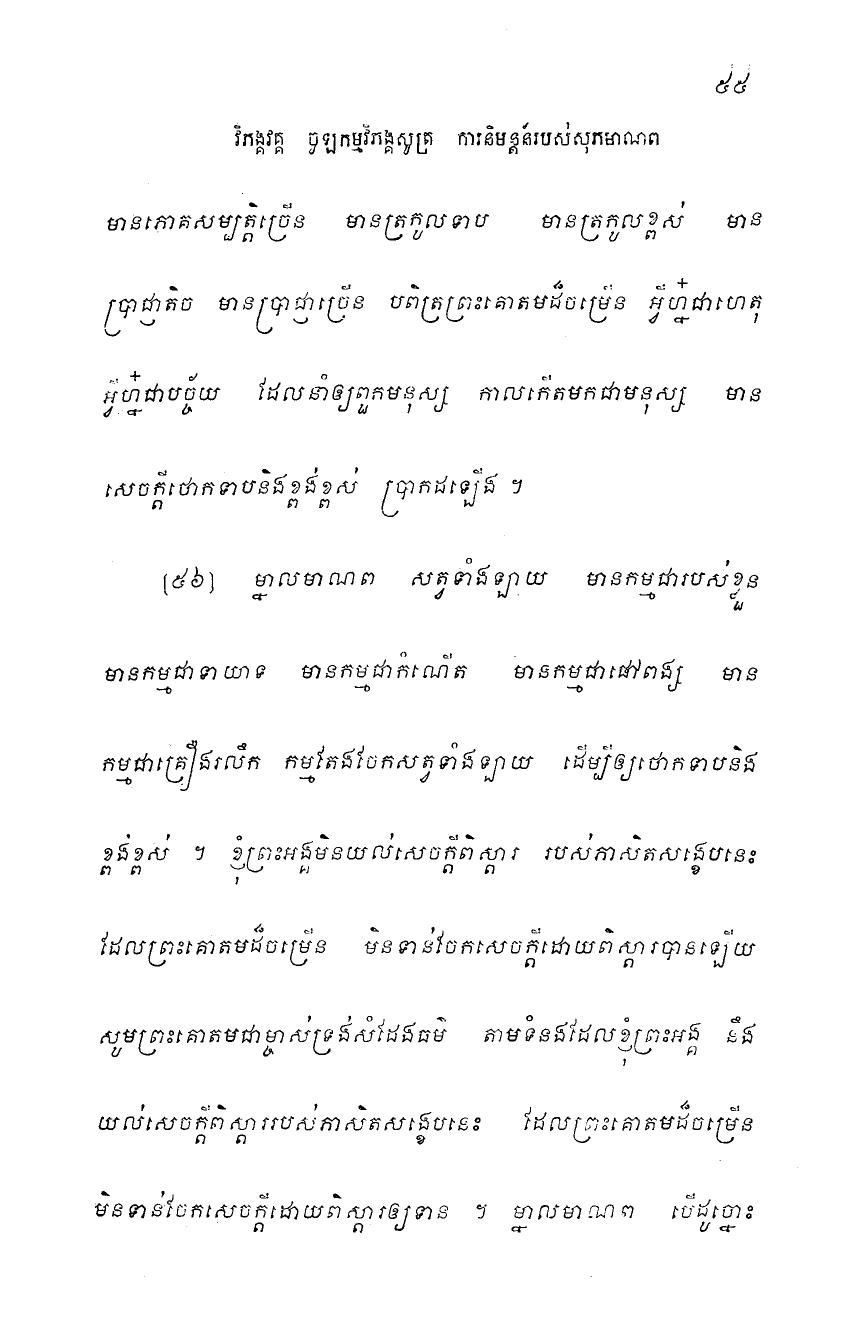 ៥៥
វិភង្គវគ្គ ចូឡកម្មវិភង្គសូត្រ ការនិមន្តន៍របស់សុភមាណព
មានភោគសម្បត្តិច្រើន មានត្រកូលទាប មានត្រកូលខ្ពស់ មាន
ប្រាជ្ញាតិច មានប្រាជ្ញាច្រើន បពិត្រព្រះគោតមដ៏ចម្រើន អ្វីហ្ន៎ជាហេតុ
អ្វីហ្ន៎ជាបច្ច័យ ដែលនាំឲ្យពួកមនុស្ស កាលកើតមកជាមនុស្ស មាន
សេចក្តីថោកទាបនិងខ្ពង់ខ្ពស់ ប្រាកដឡើង ។
[៥៦] ម្នាលមាណព សត្វទាំងឡាយ មានកម្មជារបស់ខ្លួន
មានកម្មជាទាយាទ មានកម្មជាកំណើត មានកម្មជាផៅពង្ស មាន
កម្មជាគ្រឿងរលឹក កម្មតែងចែកសត្វទាំងឡាយ ដើម្បីឲ្យថោកទាបនិង
ខ្ពង់ខ្ពស់ ។ ខ្ញុំព្រះអង្គមិនយល់សេចក្តីពិស្តារ របស់ភាសិតសង្ខេបនេះ
ដែលព្រះគោតមដ៏ចម្រើន មិនទាន់ចែកសេចក្តីដោយពិស្តារបានឡើយ
សូមព្រះគោតមជាម្ចាស់ទ្រង់សំដែងធម៌ តាមទំនងដែលខ្ញុំព្រះអង្គ នឹង
យល់សេចក្តីពិស្តាររបស់ភាសិតសង្ខេបនេះ ដែលព្រះគោតមដ៏ចម្រើន
មិនទាន់ចែកសេចក្តីដោយពិស្តារឲ្យទាន ។ ម្នាលមាណព បើដូច្នោះ